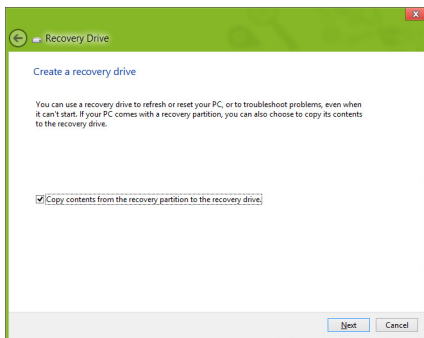 Recovery Drive
Create a recovery drive
You can use a recovery drive to refresh or reset your PC, or to troubleshoot problems, even when
it can't start. If your PC comes with a recovery partition, you can also choose to copy its contents
to the recovery drive.
Copy contents from the recovery partition to the recovery drive.
Next Cancel